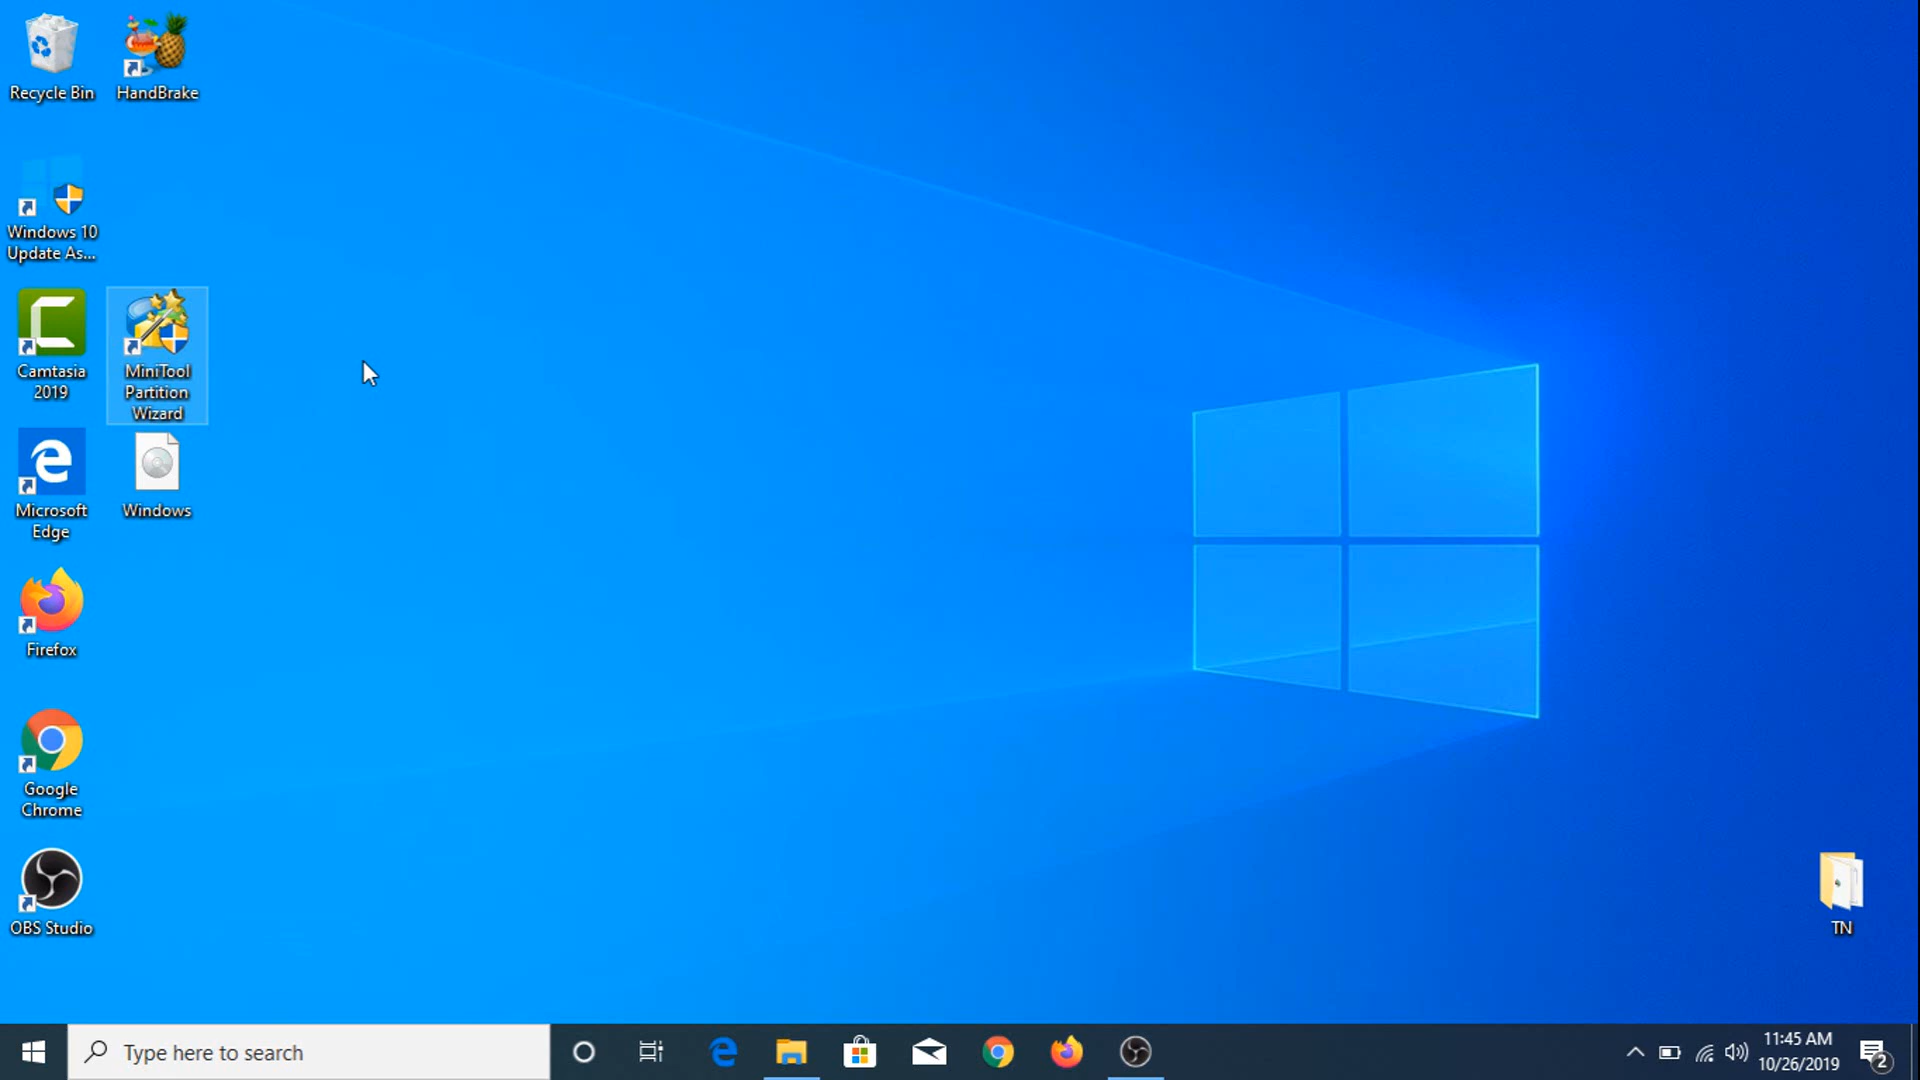 Recycle Bin
HandBrake
Windows 10
Update As...
Camtasia
2019
MiniTool
Partition
Wizard
Microsoft
Edge
Windows
Firefox
Google
Chrome
OBS Studio
TN
Type here to search
11:45 AM
10/26/2019
2